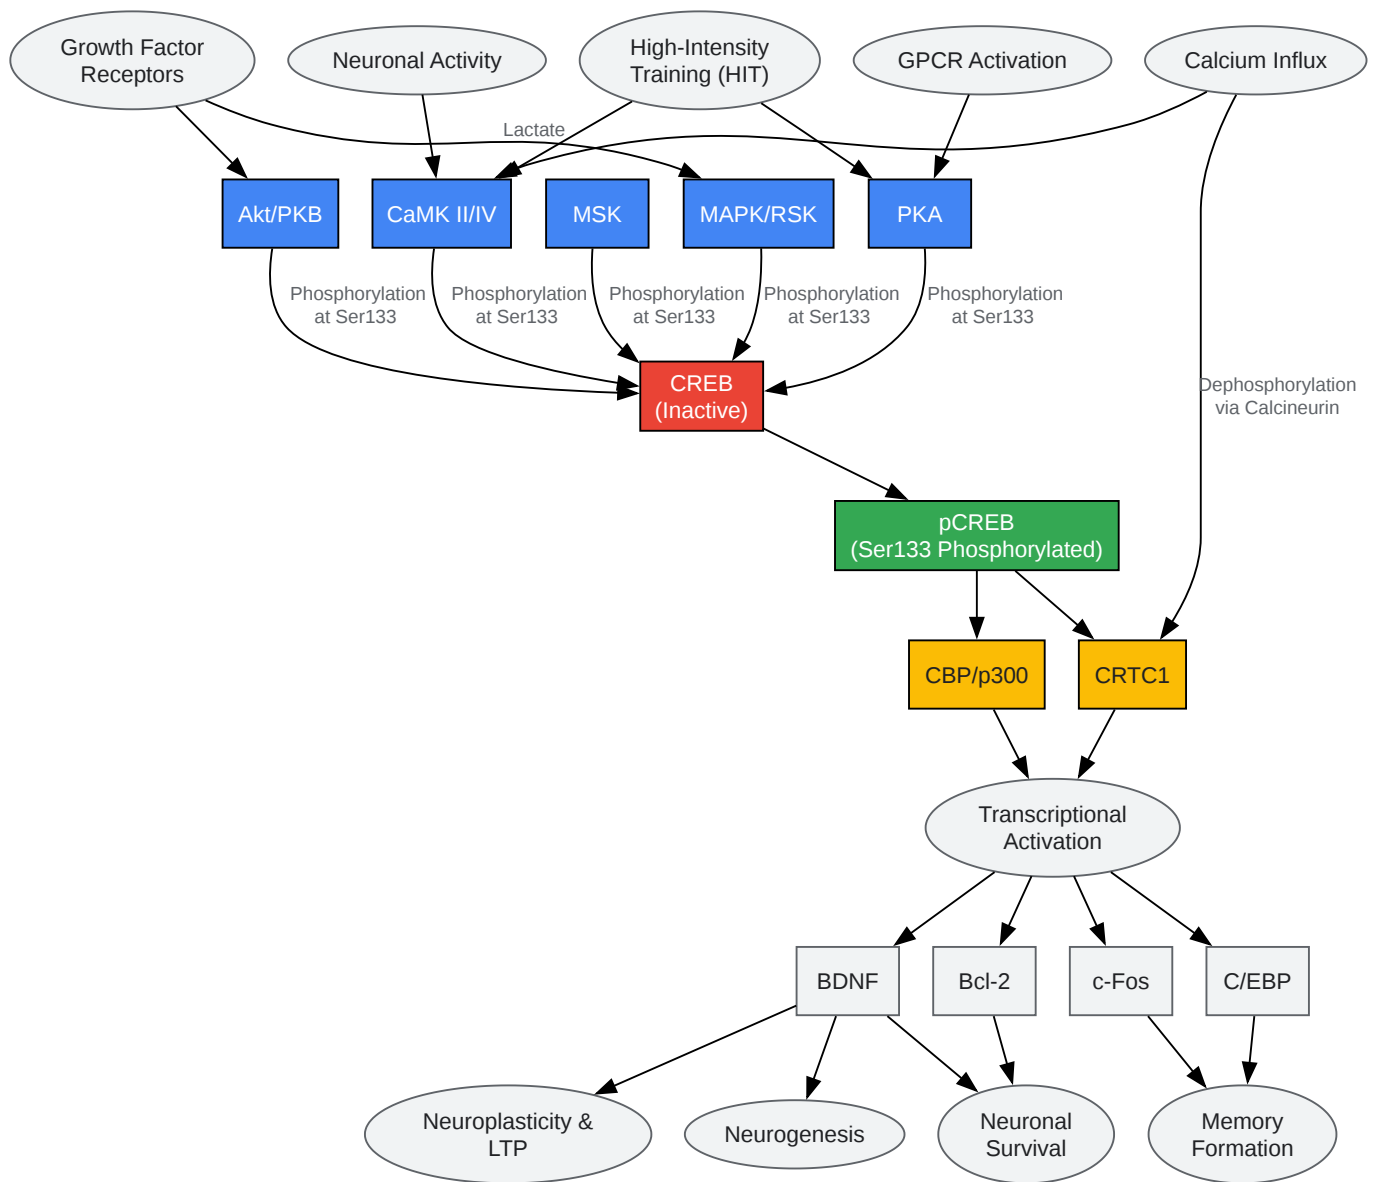 Growth Factor
Receptors
Neuronal Activity
High-Intensity
Training (HIT)
GPCR Activation
Calcium Influx
Lactate
Akt/PKB
CaMK II/IV
MSK
MAPK/RSK
PKA
Phosphorylation
at Ser133
Phosphorylation
at Ser133
Phosphorylation
at Ser133
Phosphorylation
at Ser133
Phosphorylation
at Ser133
CREB
(Inactive)
Dephosphorylation
via Calcineurin
pCREB
(Ser133 Phosphorylated)
CBP/p300
CRTC1
Transcriptional
Activation
BDNF
Bcl-2
c-Fos
C/EBP
Neuroplasticity &
LTP
Neurogenesis
Neuronal
Survival
Memory
Formation